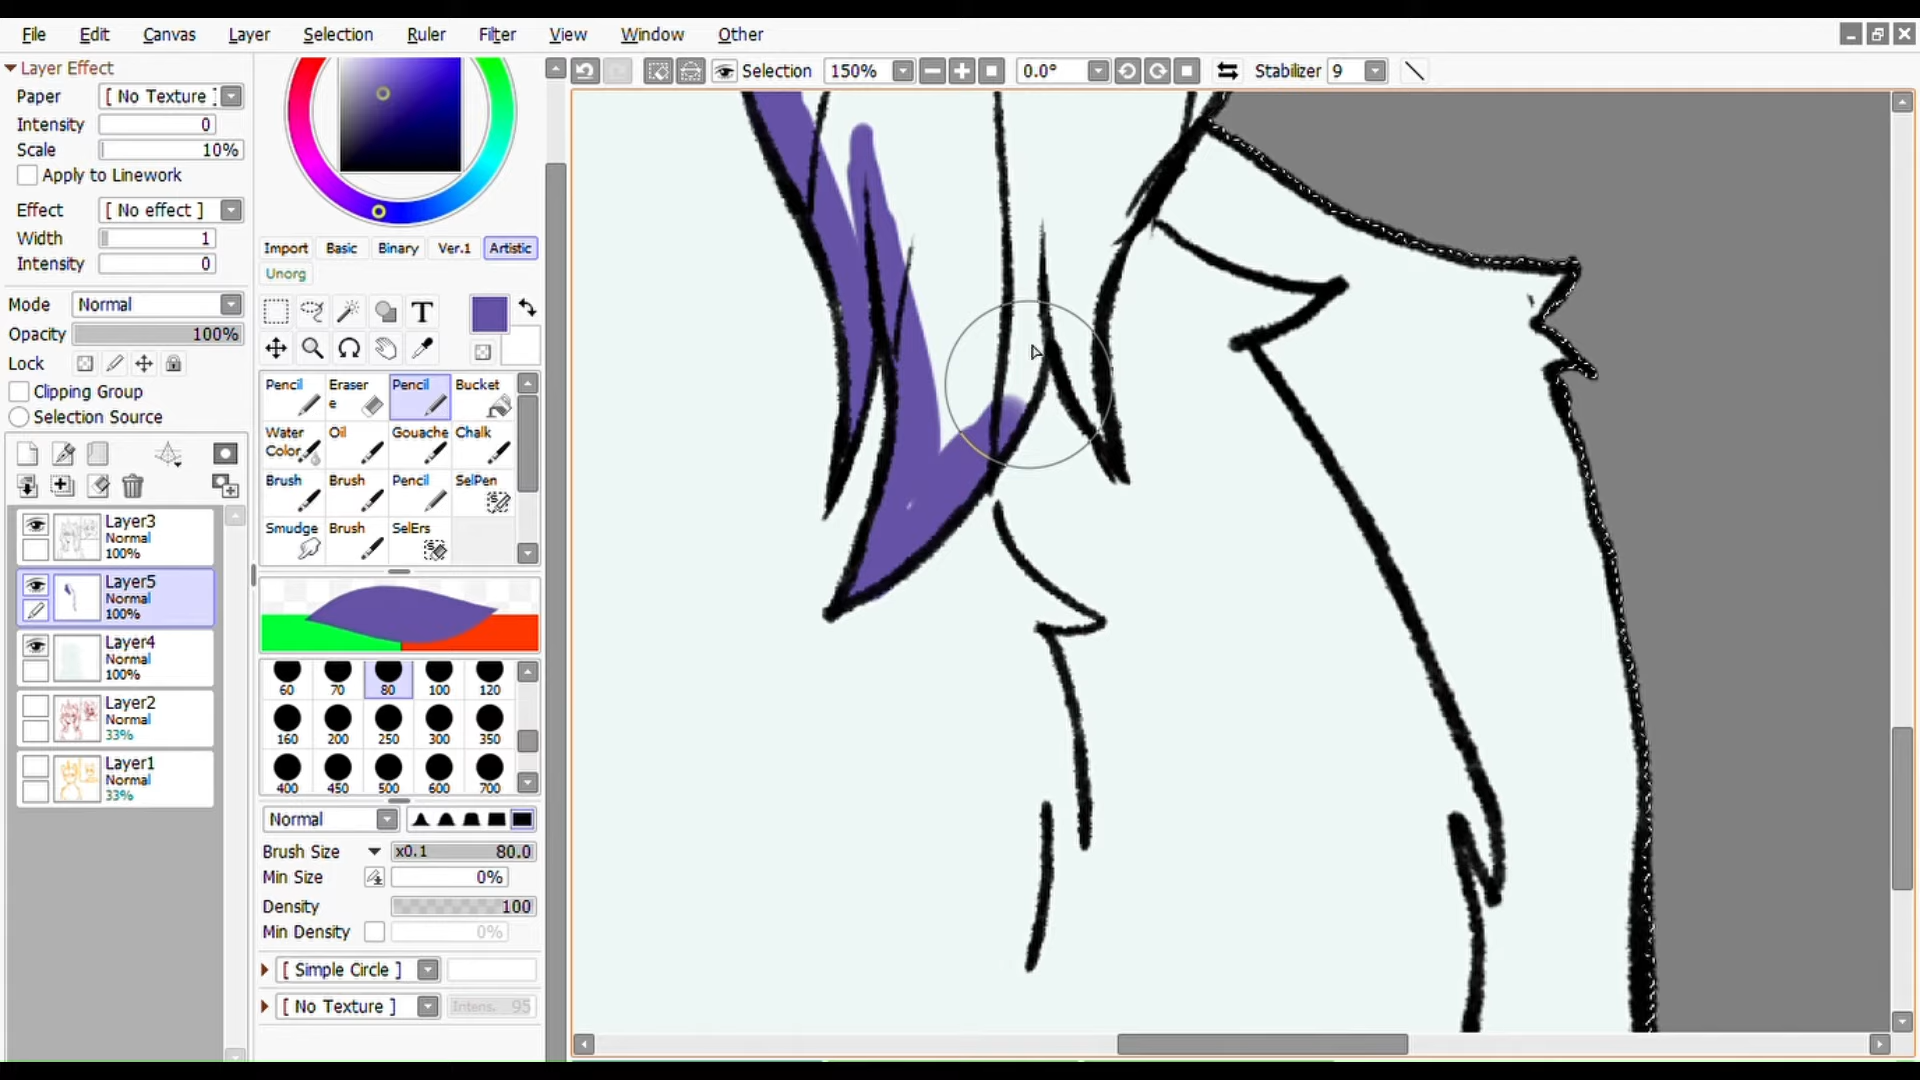 File Edit Canvas Layer Selection Ruler Filter View Window Other
Layer Effect
Paper [ No Texture ]
Intensity 0
Scale 10%
Apply to Linework
Effect [ No effect ]
Width 1
Intensity 0
Mode Normal
Opacity 100%
Lock
Clipping Group
Selection Source
Layer3
Normal
100%
Layer5
Normal
100%
Layer4
Normal
100%
Layer2
Normal
33%
Layer1
Normal
33%
Import Basic Binary Ver.1 Artistic
Unorg
T
Pencil Eraser Pencil Bucket
e
Water Oil Gouache Chalk
Color
Brush Brush Pencil SelPen
Smudge Brush SelErs
60 70 80 100 120
160 200 250 300 350
400 450 500 600 700
Normal
Brush Size x0.1 80.0
Min Size 0%
Density 100
Min Density 0%
[ Simple Circle ]
[ No Texture ] Intens. 95
Selection 150% 0.0° Stabilizer 9